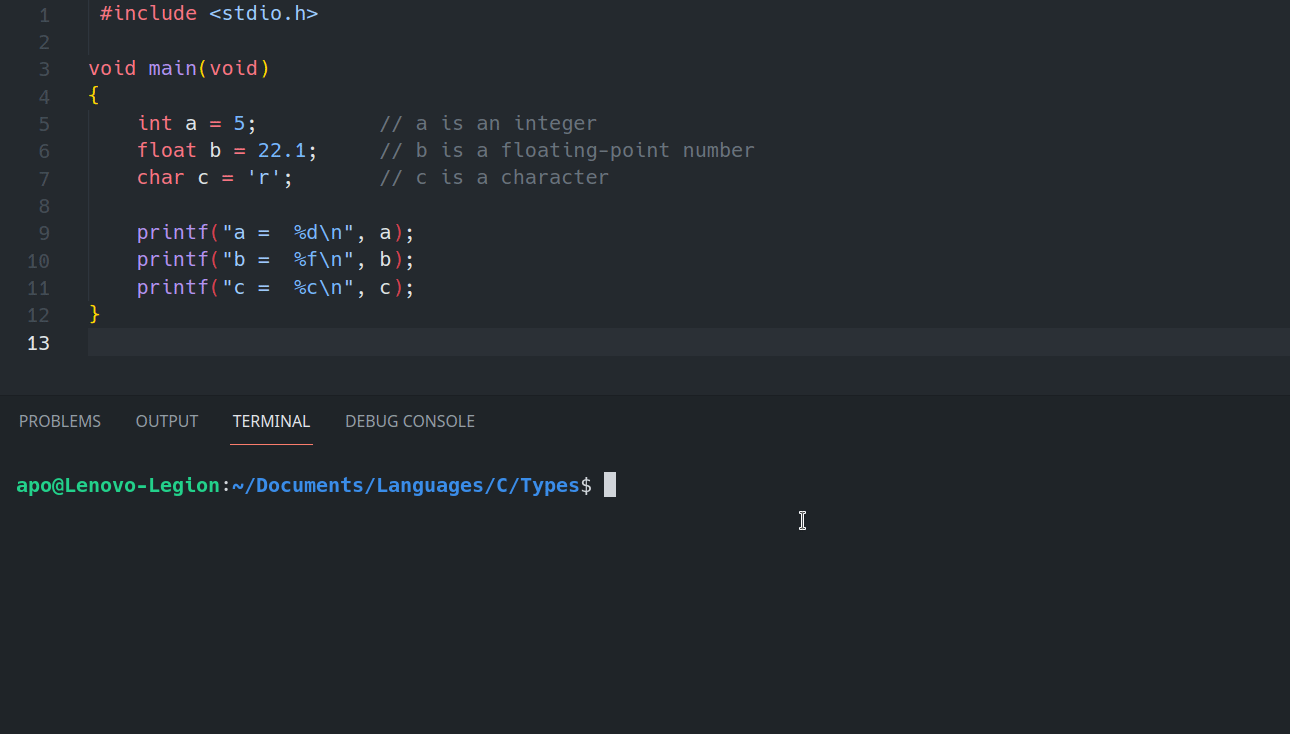 1 #include <stdio.h>
2
3 void main(void)
4 {
5 int a = 5; // a is an integer
6 float b = 22.1; // b is a floating-point number
7 char c = 'r'; // c is a character
8
9 printf("a =  %d\n", a);
10 printf("b =  %f\n", b);
11 printf("c =  %c\n", c);
12 }
13
PROBLEMS OUTPUT TERMINAL DEBUG CONSOLE
apo@Lenovo-Legion:~/Documents/Languages/C/Types$